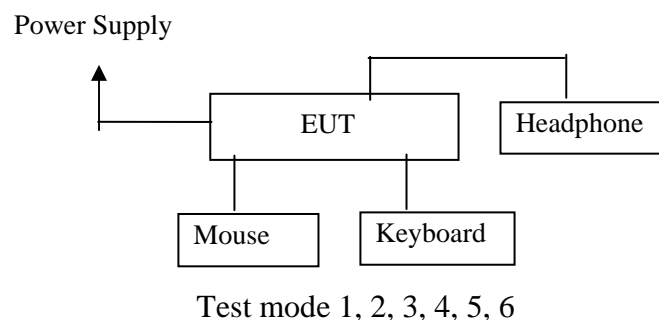 Power Supply
EUT
Headphone
Mouse
Keyboard
Test mode 1, 2, 3, 4, 5, 6